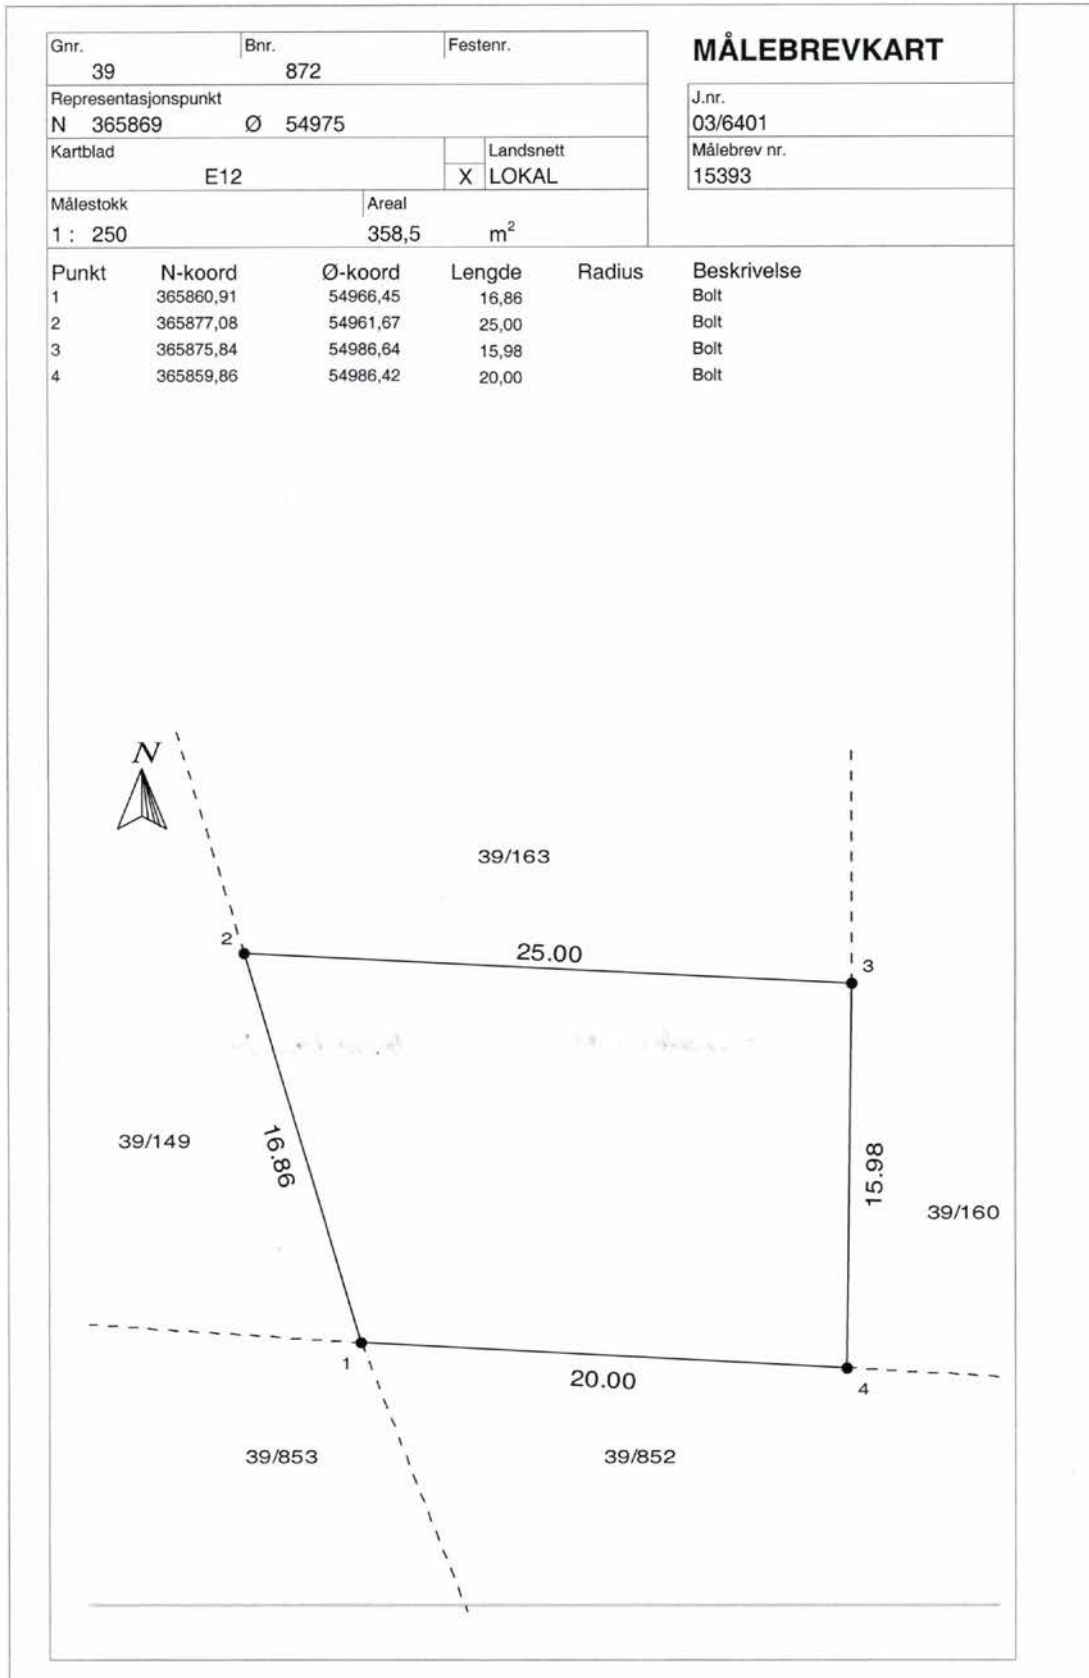 Gnr. Bnr. Festenr.
39 872
MÅLEBREVKART
Representasjonspunkt
N 365869 Ø 54975
J.nr.
03/6401
Kartblad Landsnett
E12 X LOKAL
Målebrev nr.
15393
Målestokk Areal
1 : 250 358,5 m²
Punkt N-koord Ø-koord Lengde Radius Beskrivelse
1 365860,91 54966,45 16,86 Bolt
2 365877,08 54961,67 25,00 Bolt
3 365875,84 54986,64 15,98 Bolt
4 365859,86 54986,42 20,00 Bolt
N
39/163
2
25.00
3
39/149
16.86
15.98
39/160
1
20.00
4
39/853
39/852